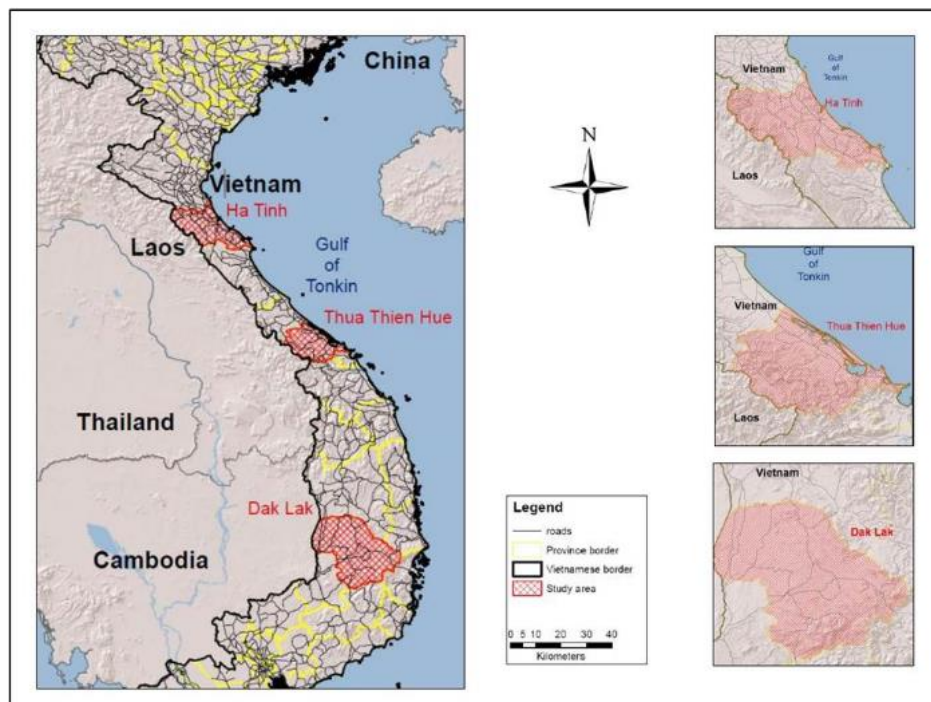 China
Vietnam
Ha Tinh
Laos
Gulf
of
Tonkin
Thua Thien Hue
Thailand
Dak Lak
Cambodia
N
Legend
roads
Province border
Vietnamese border
Study area
0 5 10 20 30 40
Kilometers
Vietnam
Gulf
of
Tonkin
Ha Tinh
Laos
Gulf
of
Tonkin
Vietnam
Thua Thien Hue
Laos
Vietnam
Dak Lak